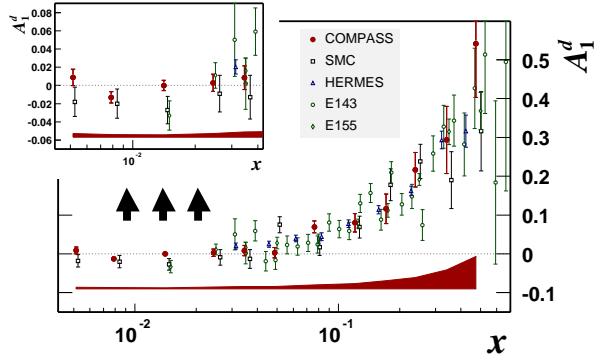 A₁ᵈ
0.08
0.06
0.04
0.02
0
-0.02
-0.04
-0.06
10⁻²
x
COMPASS
SMC
HERMES
E143
E155
A₁ᵈ
0.5
0.4
0.3
0.2
0.1
0
-0.1
10⁻² 10⁻¹
x